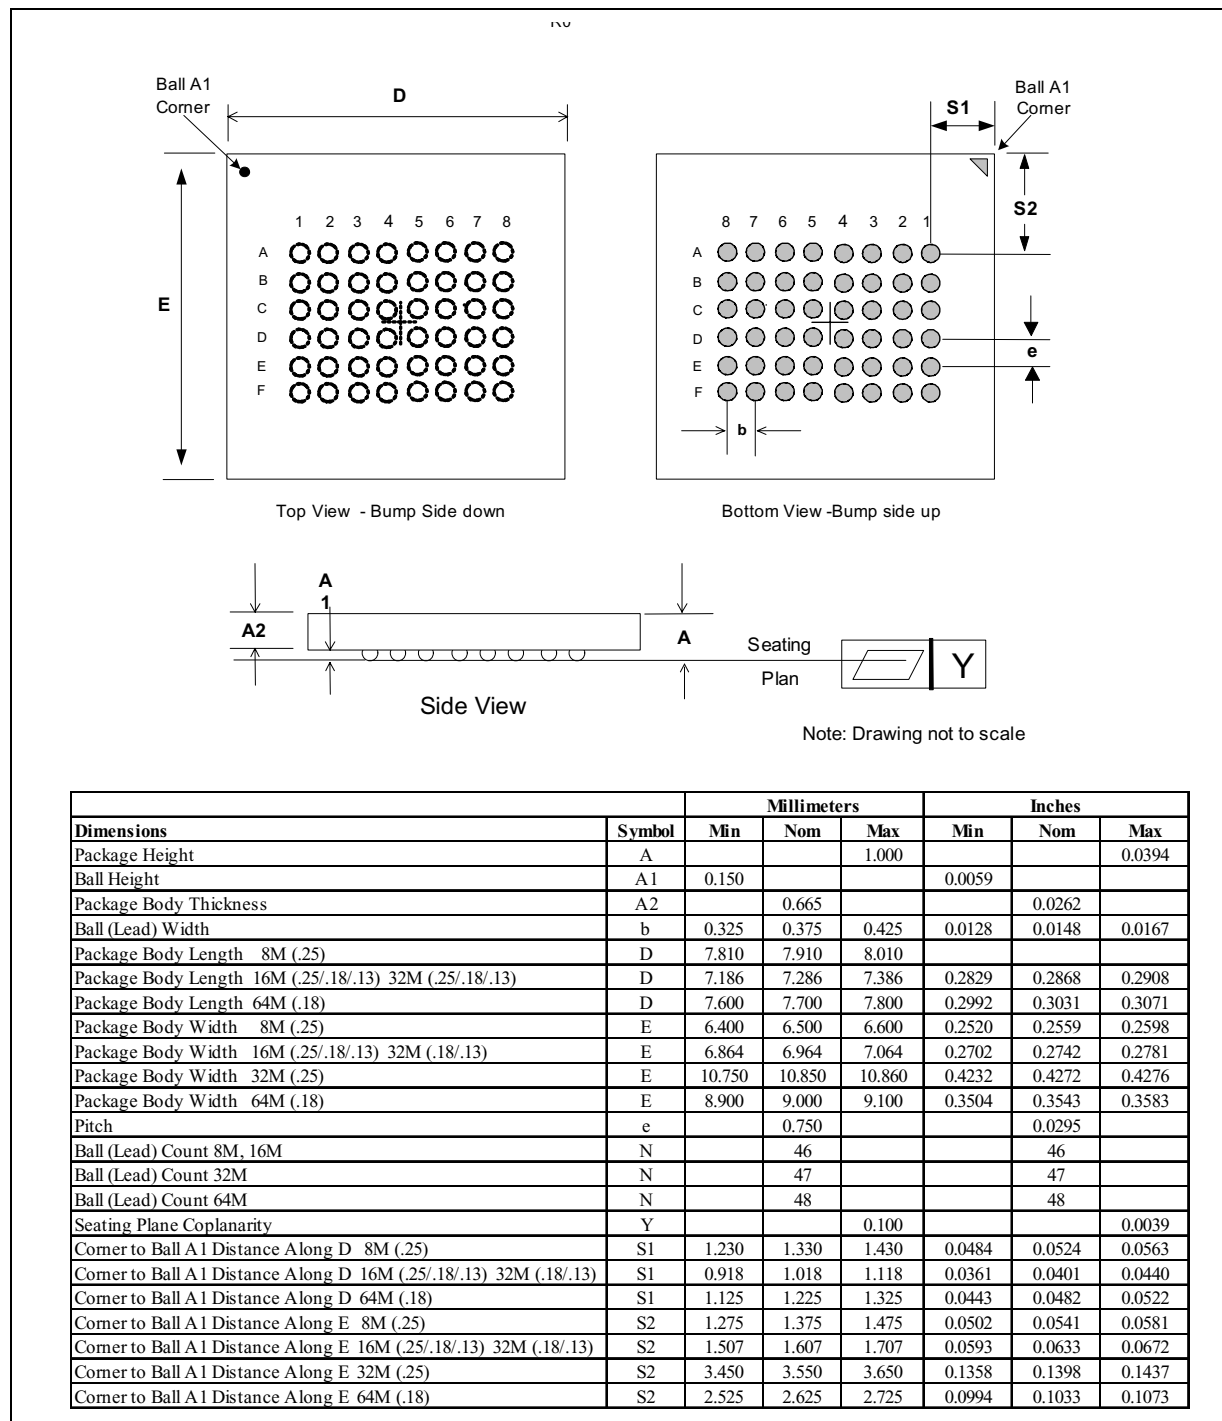 Ball A1
Corner
D
S1
Ball A1
Corner
S2
1 2 3 4 5 6 7 8
8 7 6 5 4 3 2 1
A
B
C
D
E
F
E
A
B
C
D
E
F
e
b
Top View - Bump Side down
Bottom View -Bump side up
A
1
A2
A
Seating
Plan
Y
Side View
Note: Drawing not to scale
Millimeters Inches
Dimensions Symbol Min Nom Max Min Nom Max
Package Height A 1.000 0.0394
Ball Height A1 0.150 0.0059
Package Body Thickness A2 0.665 0.0262
Ball (Lead) Width b 0.325 0.375 0.425 0.0128 0.0148 0.0167
Package Body Length 8M (.25) D 7.810 7.910 8.010
Package Body Length 16M (.25/.18/.13) 32M (.25/.18/.13) D 7.186 7.286 7.386 0.2829 0.2868 0.2908
Package Body Length 64M (.18) D 7.600 7.700 7.800 0.2992 0.3031 0.3071
Package Body Width 8M (.25) E 6.400 6.500 6.600 0.2520 0.2559 0.2598
Package Body Width 16M (.25/.18/.13) 32M (.18/.13) E 6.864 6.964 7.064 0.2702 0.2742 0.2781
Package Body Width 32M (.25) E 10.750 10.850 10.860 0.4232 0.4272 0.4276
Package Body Width 64M (.18) E 8.900 9.000 9.100 0.3504 0.3543 0.3583
Pitch e 0.750 0.0295
Ball (Lead) Count 8M, 16M N 46 46
Ball (Lead) Count 32M N 47 47
Ball (Lead) Count 64M N 48 48
Seating Plane Coplanarity Y 0.100 0.0039
Corner to Ball A1 Distance Along D 8M (.25) S1 1.230 1.330 1.430 0.0484 0.0524 0.0563
Corner to Ball A1 Distance Along D 16M (.25/.18/.13) 32M (.18/.13) S1 0.918 1.018 1.118 0.0361 0.0401 0.0440
Corner to Ball A1 Distance Along D 64M (.18) S1 1.125 1.225 1.325 0.0443 0.0482 0.0522
Corner to Ball A1 Distance Along E 8M (.25) S2 1.275 1.375 1.475 0.0502 0.0541 0.0581
Corner to Ball A1 Distance Along E 16M (.25/.18/.13) 32M (.18/.13) S2 1.507 1.607 1.707 0.0593 0.0633 0.0672
Corner to Ball A1 Distance Along E 32M (.25) S2 3.450 3.550 3.650 0.1358 0.1398 0.1437
Corner to Ball A1 Distance Along E 64M (.18) S2 2.525 2.625 2.725 0.0994 0.1033 0.1073